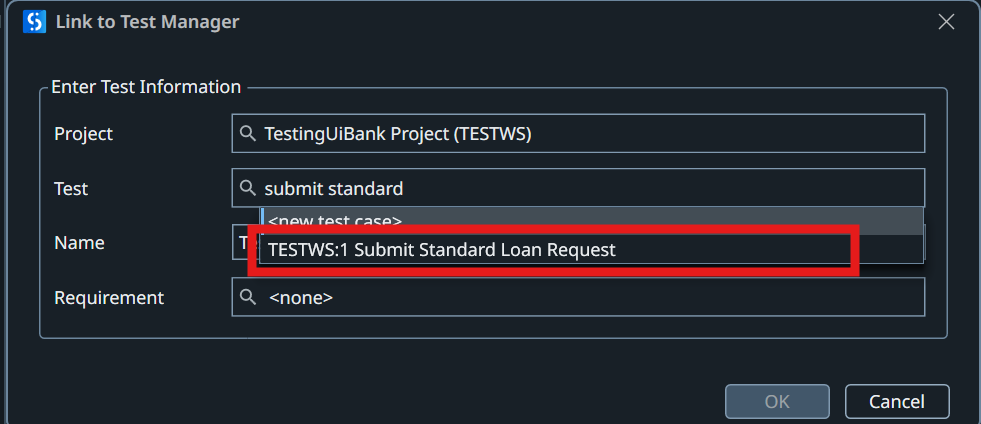 Link to Test Manager
Enter Test Information
Project
TestingUiBank Project (TESTWS)
Test
submit standard
<new test case>
Name
TESTWS:1 Submit Standard Loan Request
Requirement
<none>
OK
Cancel